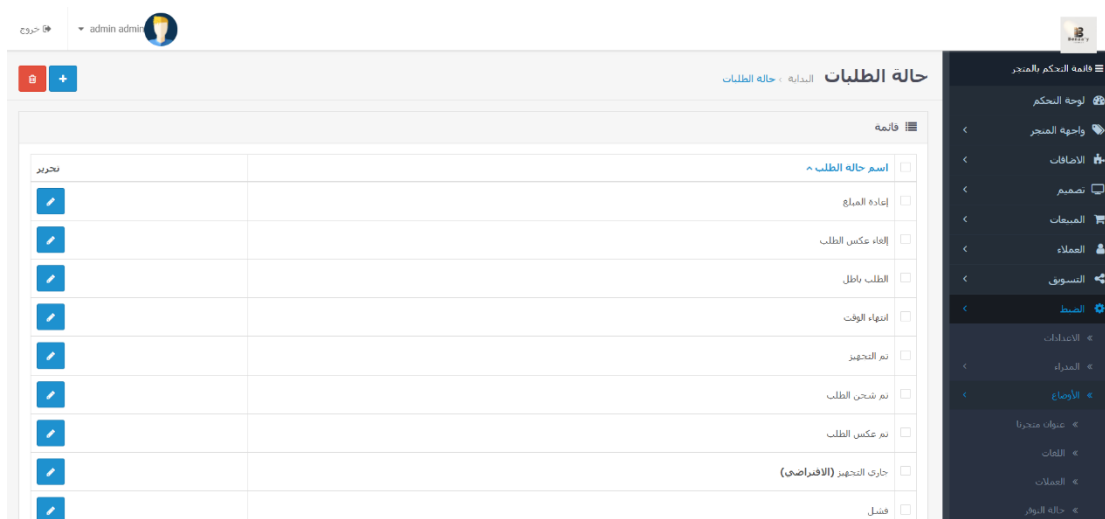 خروج
admin admin
قائمة التحكم بالمتجر
لوحة التحكم
واجهة المتجر
الاضافات
تصميم
المبيعات
العملاء
التسويق
الضبط
الاعدادات
المدراء
الأوضاع
عنوان متجرنا
اللغات
العملات
حالة التوفر
حالة الطلبات
البداية › حالة الطلبات
قائمة
اسم حالة الطلب تحرير
إعادة المبلغ
إلغاء عكس الطلب
الطلب باطل
انتهاء الوقت
تم التجهيز
تم شحن الطلب
تم عكس الطلب
جاري التجهيز (الافتراضي)
فشل